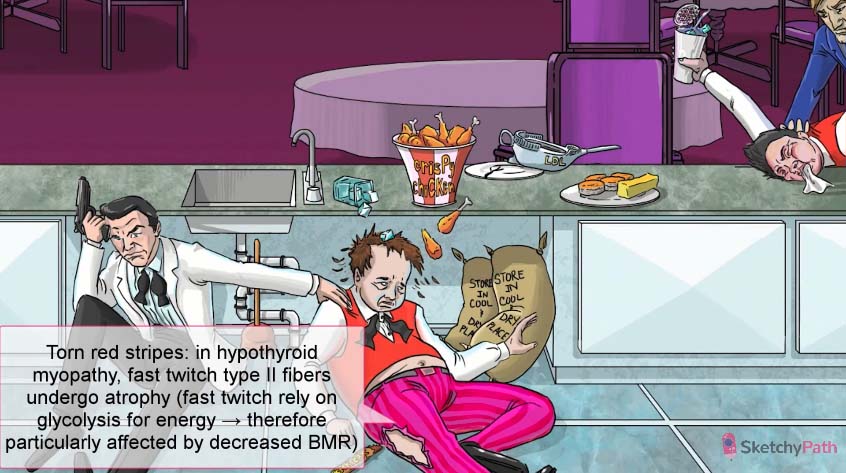 crispy
chicken
LDL
STORE
IN
COOL
&
DRY
STORE
IN
COOL
DRY
PLACE
Torn red stripes: in hypothyroid
myopathy, fast twitch type II fibers
undergo atrophy (fast twitch rely on
glycolysis for energy → therefore
particularly affected by decreased BMR)
SketchyPath